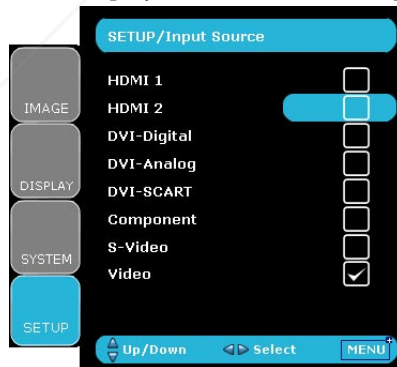 SETUP/Input Source
HDMI 1
HDMI 2
DVI-Digital
DVI-Analog
DVI-SCART
Component
S-Video
Video
IMAGE
DISPLAY
SYSTEM
SETUP
Up/Down Select MENU